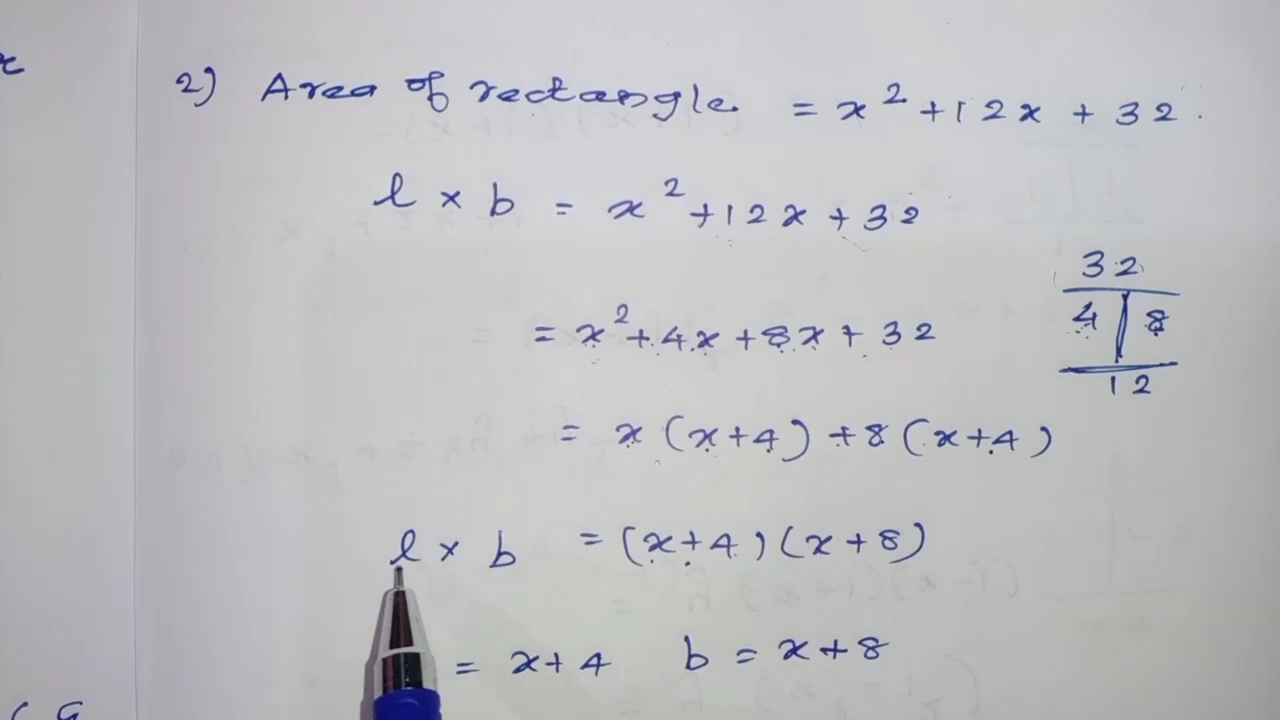 2) Area of rectangle = x² + 12x + 32.
l × b = x² + 12x + 32
32
4 | 8
12
= x² + 4x + 8x + 32
= x (x+4) + 8 (x+4)
l × b = (x+4) (x+8)
= x+4 b = x+8